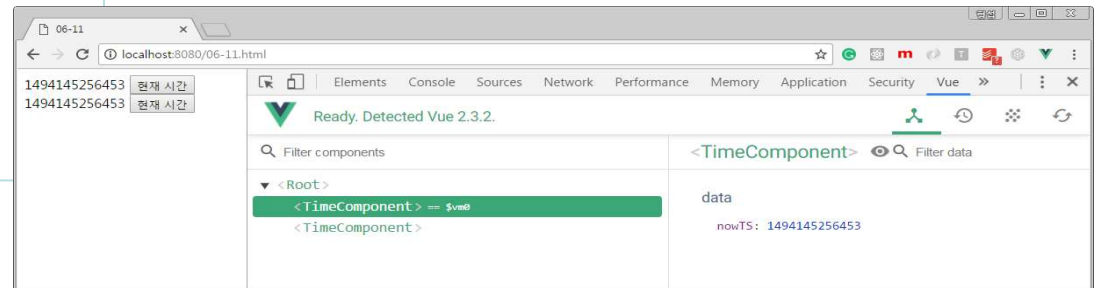 06-11
localhost:8080/06-11.html
1494145256453 현재 시간
1494145256453 현재 시간
Elements Console Sources Network Performance Memory Application Security Vue »
Ready. Detected Vue 2.3.2.
Filter components
<TimeComponent> Filter data
▼ <Root>
<TimeComponent> == $vm0
<TimeComponent>
data
nowTS: 1494145256453